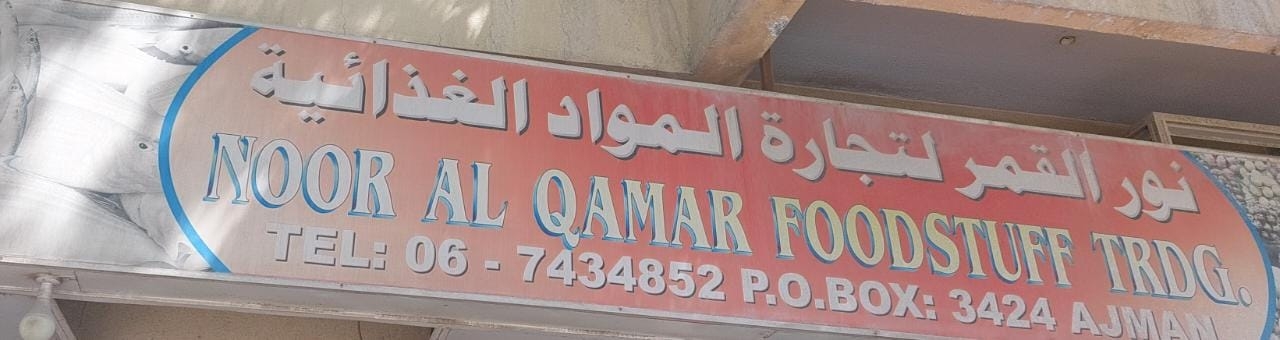 نور القمر لتجارة المواد الغذائية
NOOR AL QAMAR FOODSTUFF TRDG.
TEL: 06 - 7434852 P.O.BOX: 3424 AJMAN